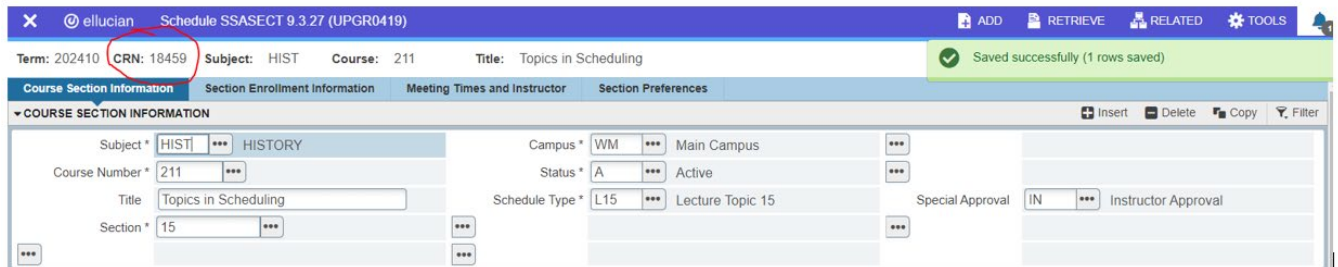 ellucian Schedule SSASECT 9.3.27 (UPGR0419) ADD RETRIEVE RELATED TOOLS 1
Term: 202410 CRN: 18459 Subject: HIST Course: 211 Title: Topics in Scheduling Saved successfully (1 rows saved)
Course Section Information Section Enrollment Information Meeting Times and Instructor Section Preferences
COURSE SECTION INFORMATION Insert Delete Copy Filter
Subject * HIST HISTORY Campus * WM Main Campus
Course Number * 211 Status * A Active
Title Topics in Scheduling Schedule Type * L15 Lecture Topic 15 Special Approval IN Instructor Approval
Section * 15